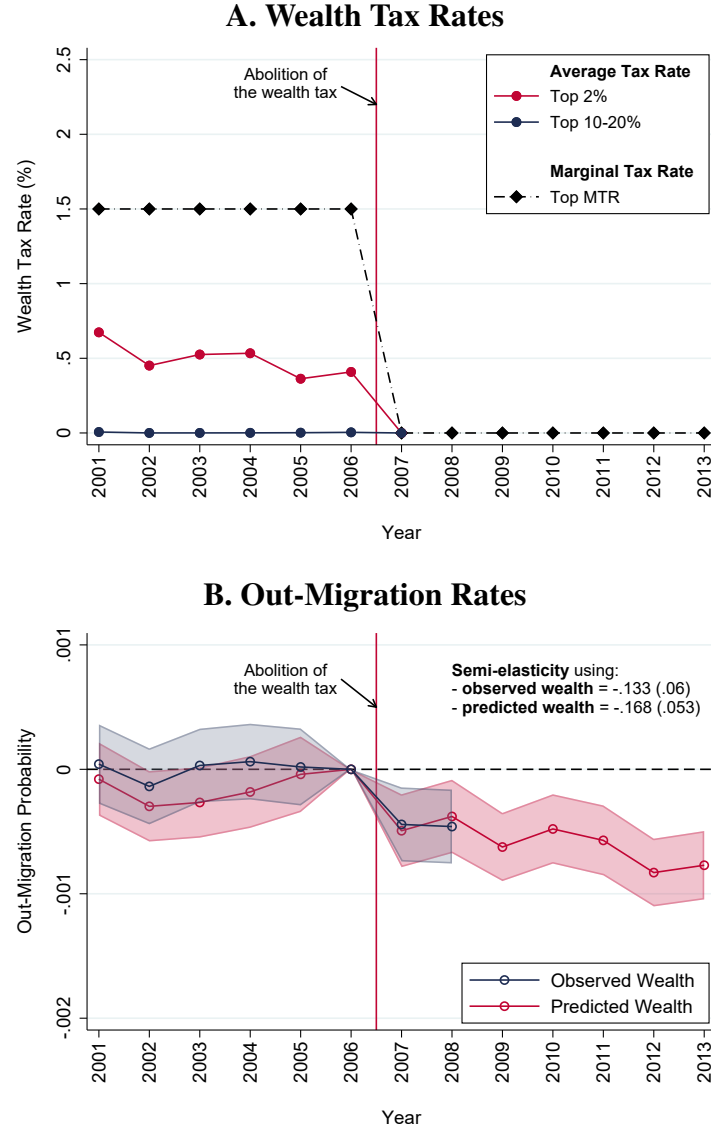 A. Wealth Tax Rates
Wealth Tax Rate (%)
2.5
2
1.5
1
.5
0
Abolition of
the wealth tax
Average Tax Rate
Top 2%
Top 10-20%
Marginal Tax Rate
Top MTR
2001 2002 2003 2004 2005 2006 2007 2008 2009 2010 2011 2012 2013
Year
B. Out-Migration Rates
Out-Migration Probability
.001
0
-.001
-.002
Abolition of
the wealth tax
Semi-elasticity using:
- observed wealth = -.133 (.06)
- predicted wealth = -.168 (.053)
Observed Wealth
Predicted Wealth
2001 2002 2003 2004 2005 2006 2007 2008 2009 2010 2011 2012 2013
Year